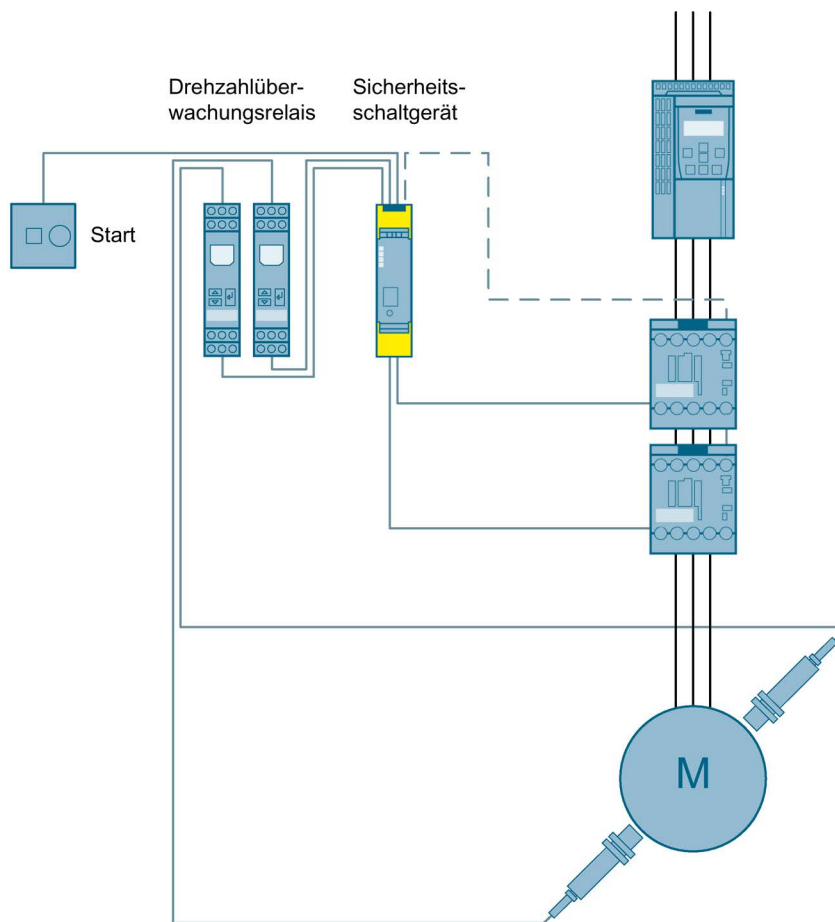 Drehzahlüber-
wachungsrelais
Sicherheits-
schaltgerät
Start
M